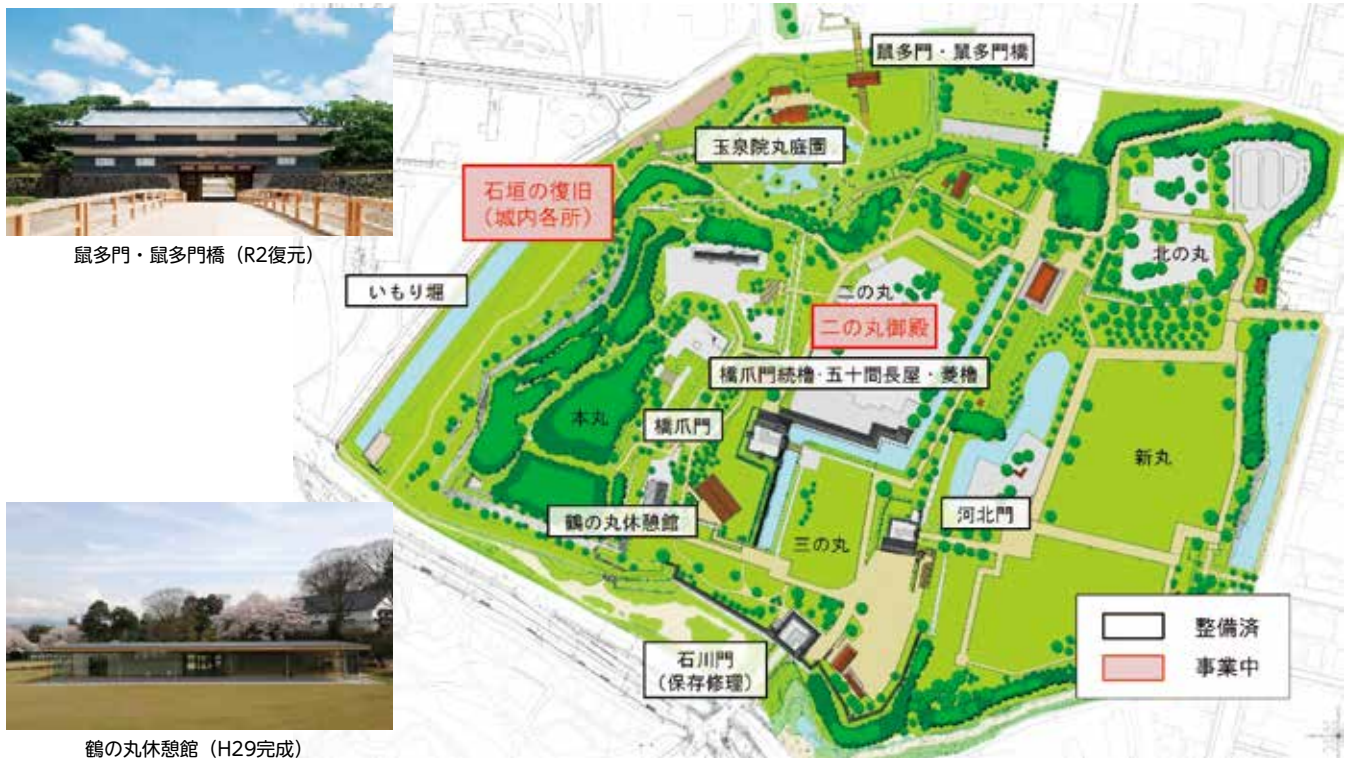 鼠多門・鼠多門橋（R2復元）
鶴の丸休憩館（H29完成）
鼠多門・鼠多門橋
玉泉院丸庭園
石垣の復旧
（城内各所）
いもり堀
北の丸
二の丸
二の丸御殿
橋爪門続櫓・五十間長屋・菱櫓
本丸
橋爪門
新丸
鶴の丸休憩館
河北門
三の丸
石川門
（保存修理）
整備済
事業中